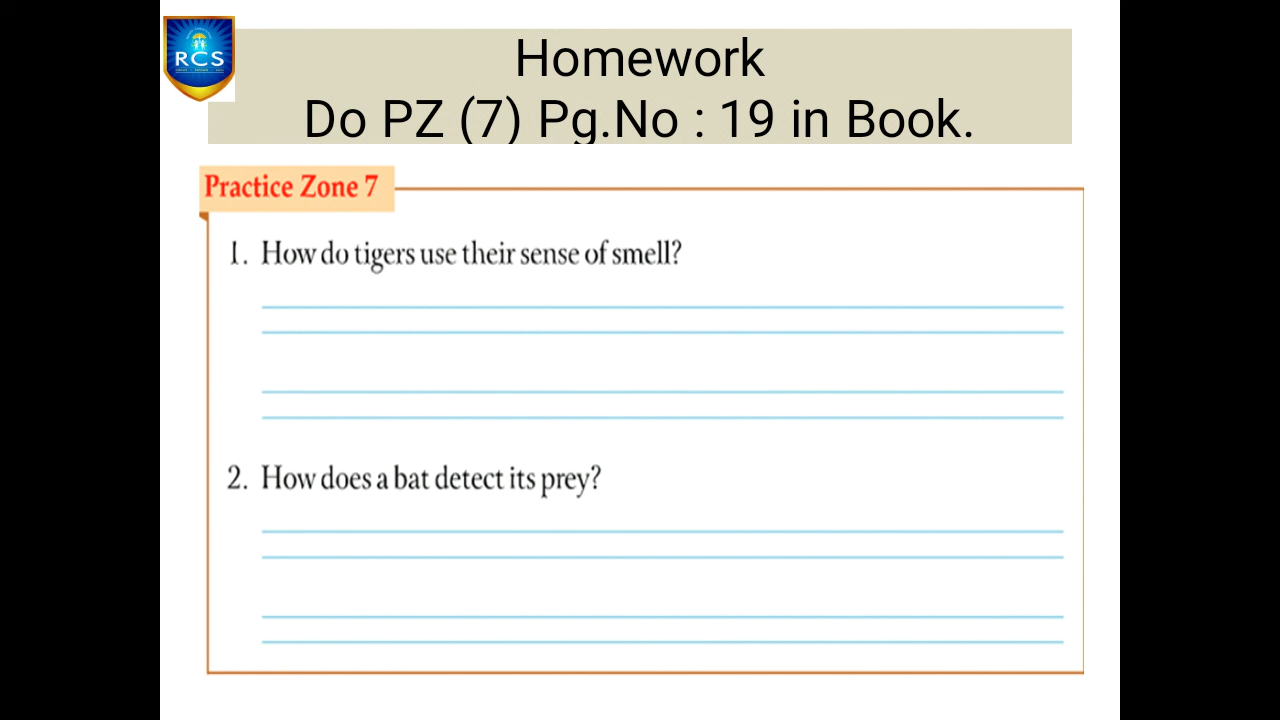 RCS
Homework
Do PZ (7) Pg.No : 19 in Book.
Practice Zone 7
1. How do tigers use their sense of smell?
2. How does a bat detect its prey?